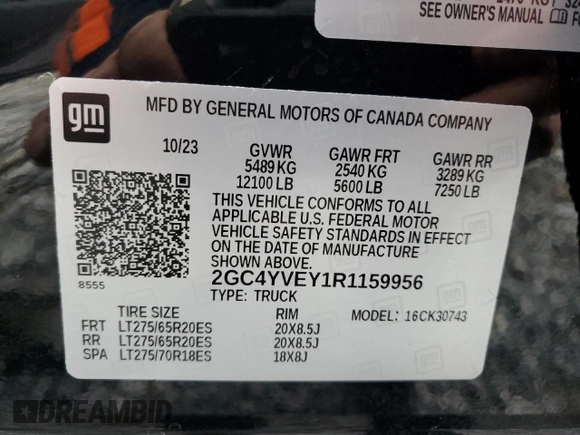 SEE OWNER'S MANUAL
gm
MFD BY GENERAL MOTORS OF CANADA COMPANY
10/23 GVWR GAWR FRT GAWR RR
5489 KG 2540 KG 3289 KG
12100 LB 5600 LB 7250 LB
THIS VEHICLE CONFORMS TO ALL
APPLICABLE U.S. FEDERAL MOTOR
VEHICLE SAFETY STANDARDS IN EFFECT
ON THE DATE OF MANUFACTURE
SHOWN ABOVE.
8555 2GC4YVEY1R1159956
TYPE: TRUCK
TIRE SIZE RIM MODEL: 16CK30743
FRT LT275/65R20ES 20X8.5J
RR LT275/65R20ES 20X8.5J
SPA LT275/70R18ES 18X8J
DREAMBID